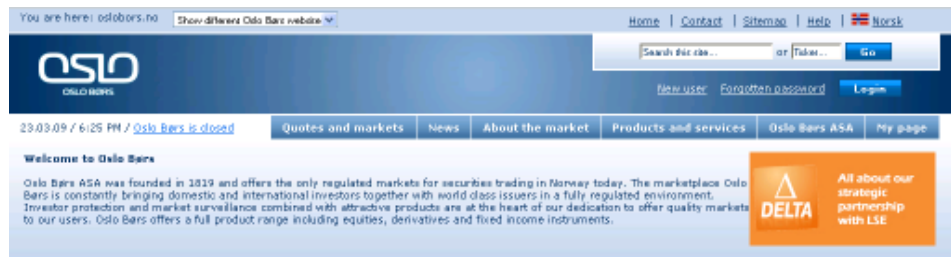 You are here: oslobors.no Show different Oslo Børs website Home | Contact | Sitemap | Help | Norsk
Search this site... or Ticker... Go
OSLO
OSLO BØRS
New user Forgotten password Login
23.03.09 / 6:25 PM / Oslo Børs is closed Quotes and markets News About the market Products and services Oslo Børs ASA My page
Welcome to Oslo Børs
Oslo Børs ASA was founded in 1819 and offers the only regulated markets for securities trading in Norway today. The marketplace Oslo
Børs is constantly bringing domestic and international investors together with world class issuers in a fully regulated environment.
Investor protection and market surveillance combined with attractive products are at the heart of our dedication to offer quality markets
to our users. Oslo Børs offers a full product range including equities, derivatives and fixed income instruments.
DELTA
All about our
strategic
partnership
with LSE